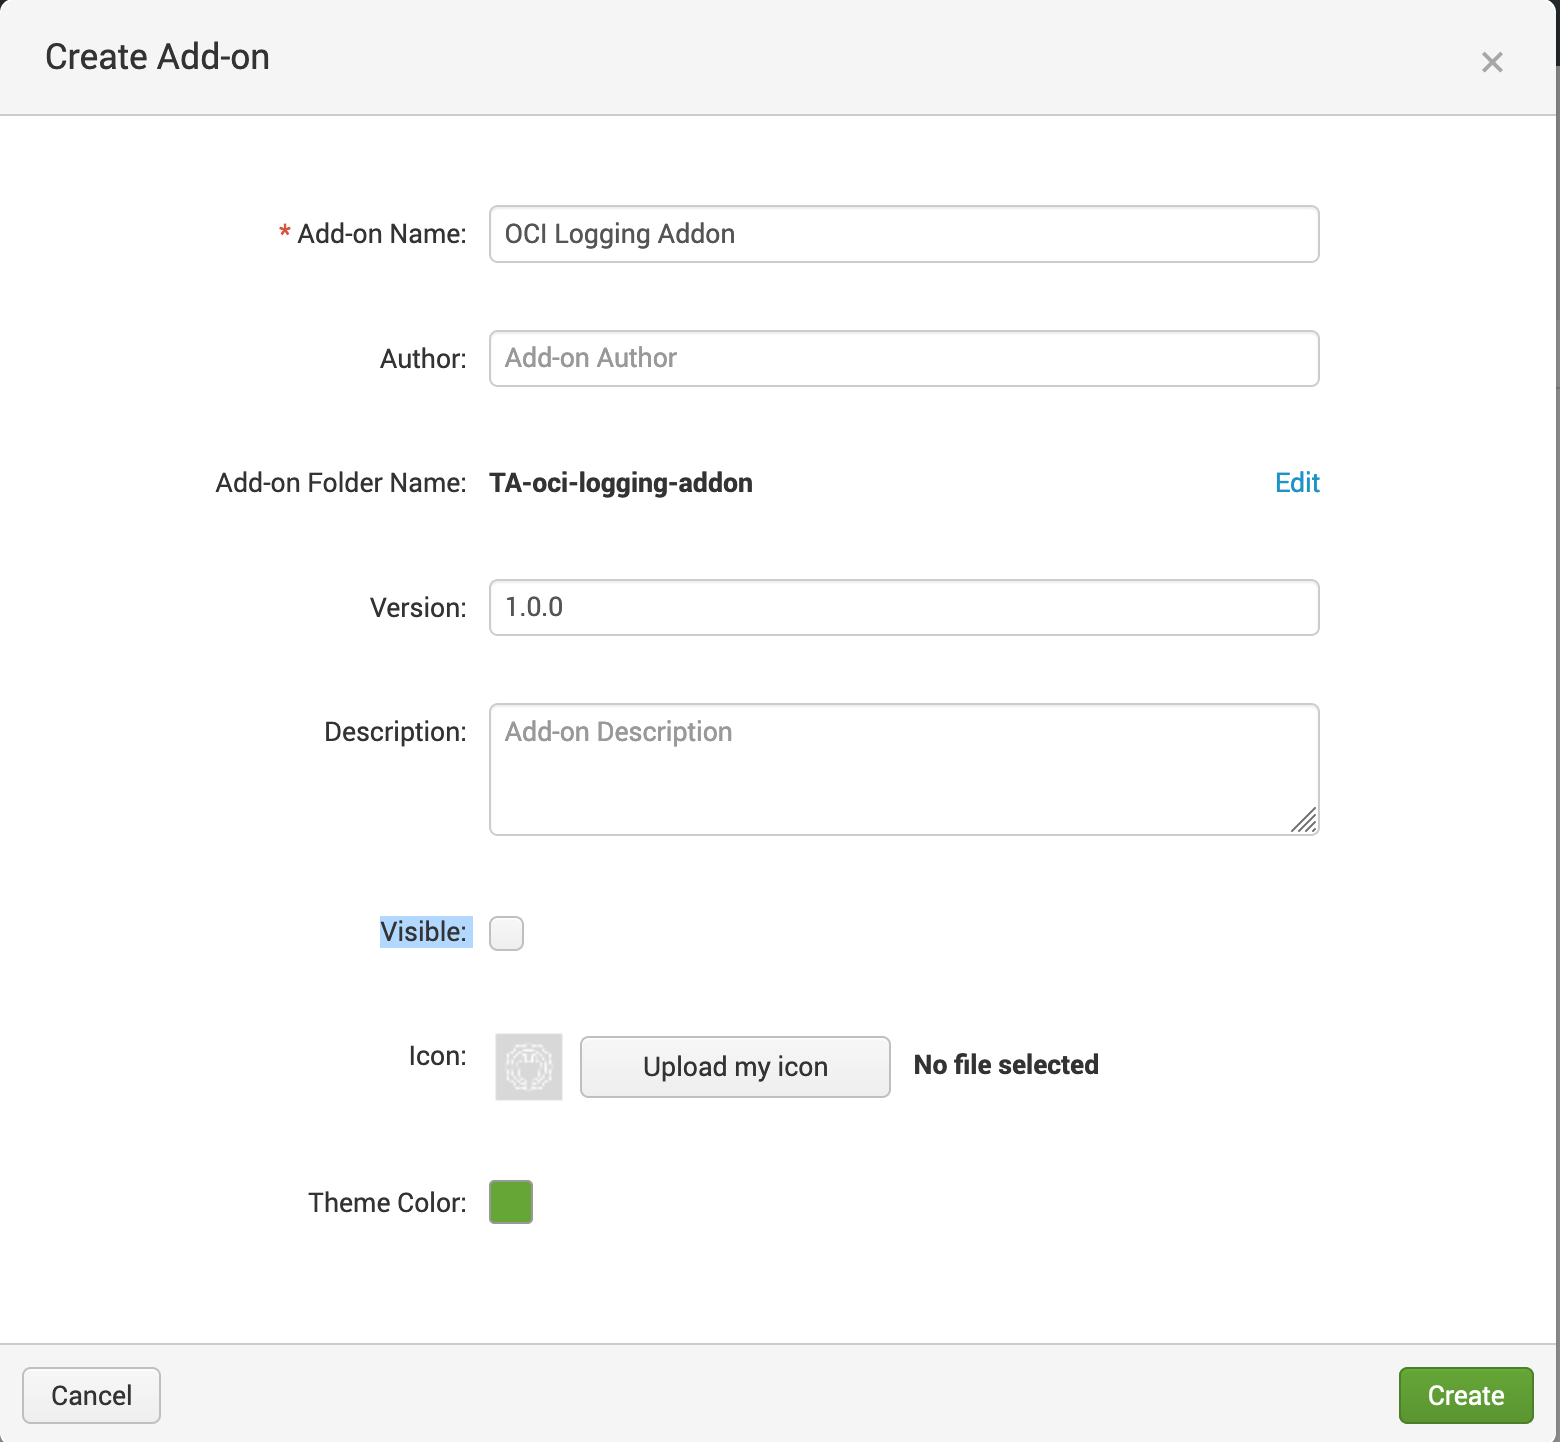 Create Add-on
×
* Add-on Name: OCI Logging Addon
Author: Add-on Author
Add-on Folder Name: TA-oci-logging-addon Edit
Version: 1.0.0
Description: Add-on Description
Visible:
Icon: Upload my icon No file selected
Theme Color:
Cancel Create